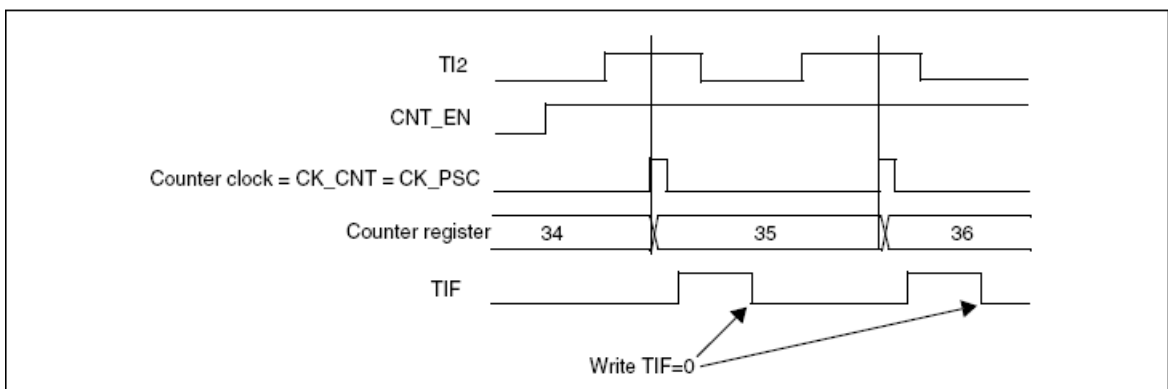 TI2
CNT_EN
Counter clock = CK_CNT = CK_PSC
Counter register 34 35 36
TIF
Write TIF=0